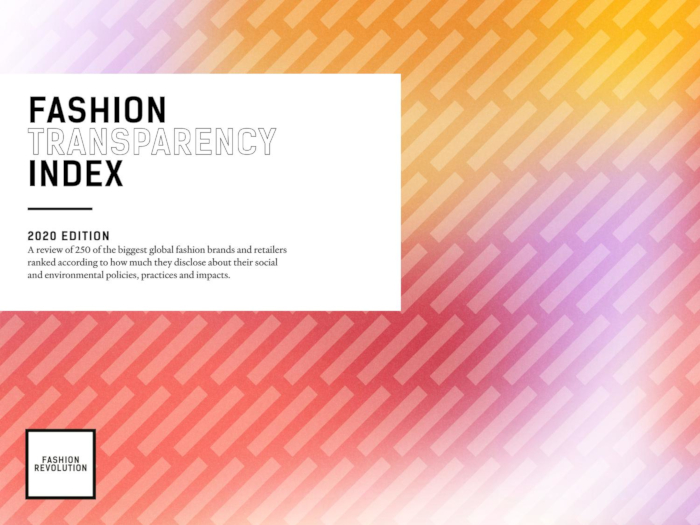 FASHION
TRANSPARENCY
INDEX
2020 EDITION
A review of 250 of the biggest global fashion brands and retailers
ranked according to how much they disclose about their social
and environmental policies, practices and impacts.
FASHION
REVOLUTION